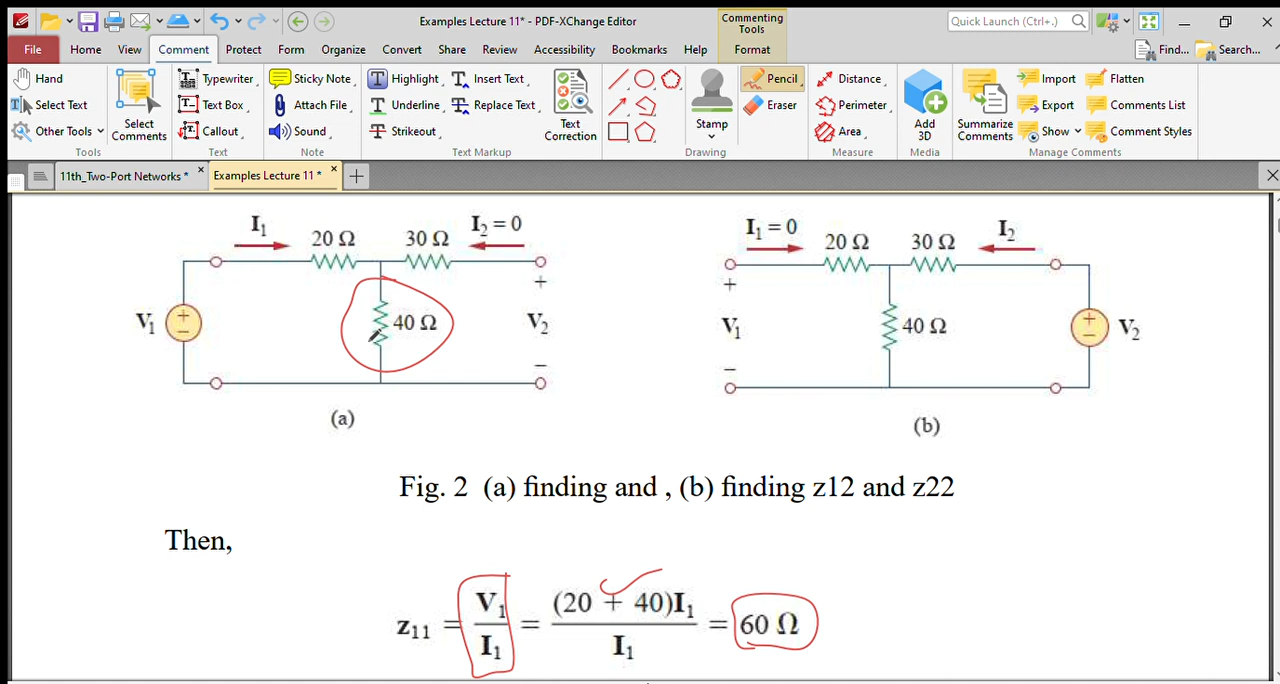 Examples Lecture 11* - PDF-XChange Editor
Commenting Tools
Quick Launch (Ctrl+.)
File Home View Comment Protect Form Organize Convert Share Review Accessibility Bookmarks Help Format Find... Search...
Hand
Select Text
Other Tools
Select Comments
Tools
Typewriter
Text Box
Callout
Text
Sticky Note
Attach File
Sound
Note
Highlight
Underline
Strikeout
Insert Text
Replace Text
Text Correction
Text Markup
Stamp
Pencil
Eraser
Drawing
Distance
Perimeter
Area
Measure
Add 3D
Media
Summarize Comments
Import
Export
Show
Flatten
Comments List
Comment Styles
Manage Comments
11th_Two-Port Networks *
Examples Lecture 11 *
I₁ 20 Ω 30 Ω I₂ = 0
V₁ + − 40 Ω + V₂ −
(a)
I₁ = 0 20 Ω 30 Ω I₂
+ V₁ − 40 Ω + − V₂
(b)
Fig. 2 (a) finding and , (b) finding z12 and z22
Then,
z₁₁ = V₁/I₁ = (20 + 40)I₁/I₁ = 60 Ω